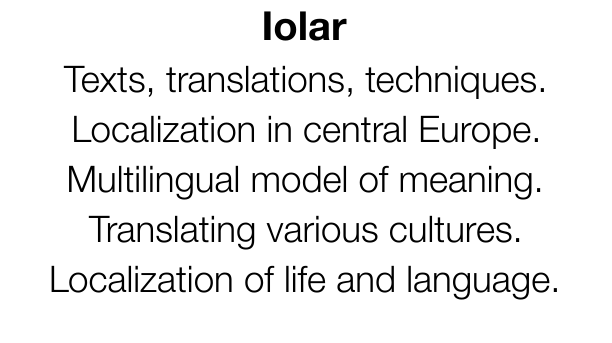 Iolar
Texts, translations, techniques.
Localization in central Europe.
Multilingual model of meaning.
Translating various cultures.
Localization of life and language.